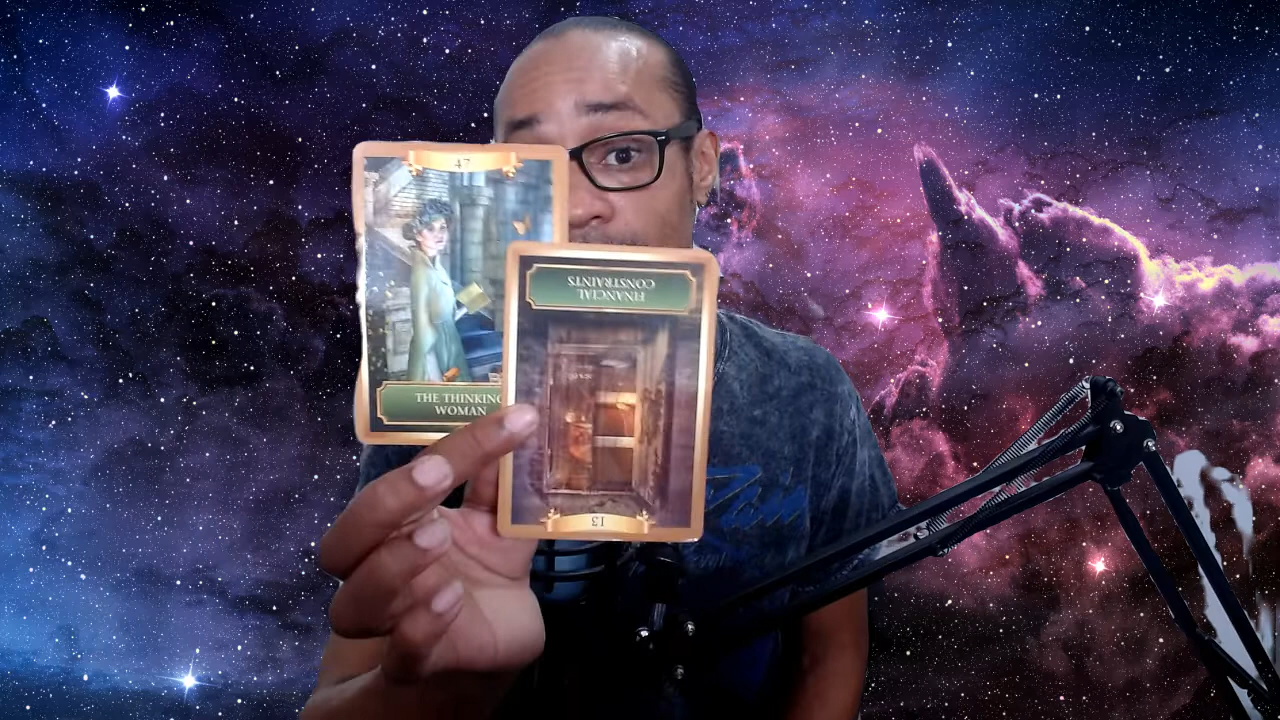 47
THE THINKING
WOMAN
FINANCIAL
CONSTRAINTS
13